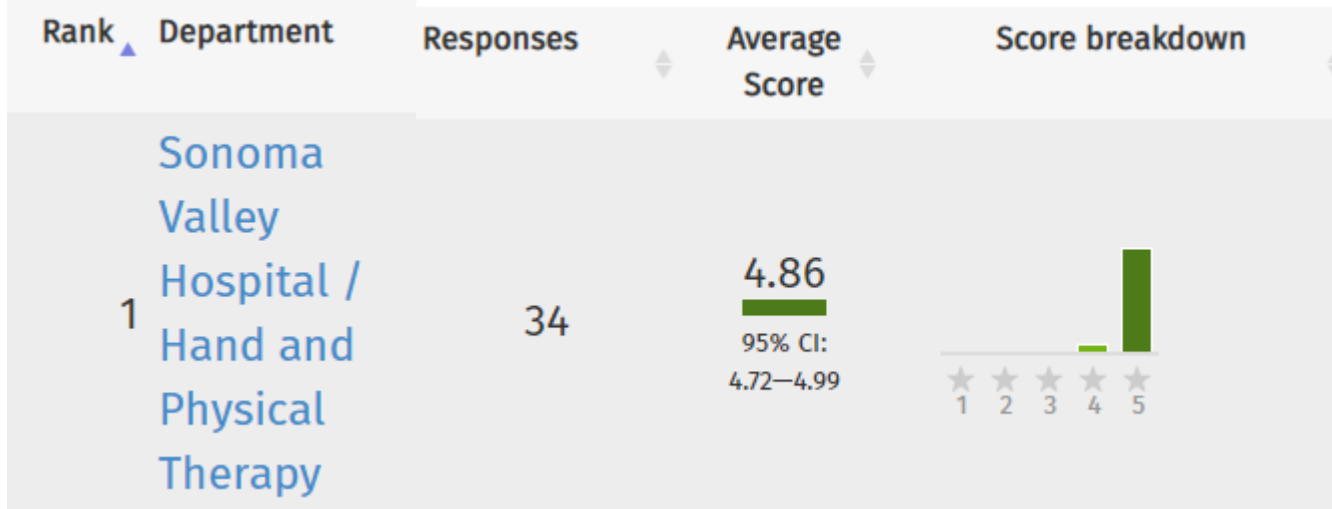 Rank Department Responses Average Score breakdown
Score
Sonoma
Valley
Hospital /
1 Hand and 34 4.86
Physical 95% CI:
Therapy 4.72—4.99
1 2 3 4 5